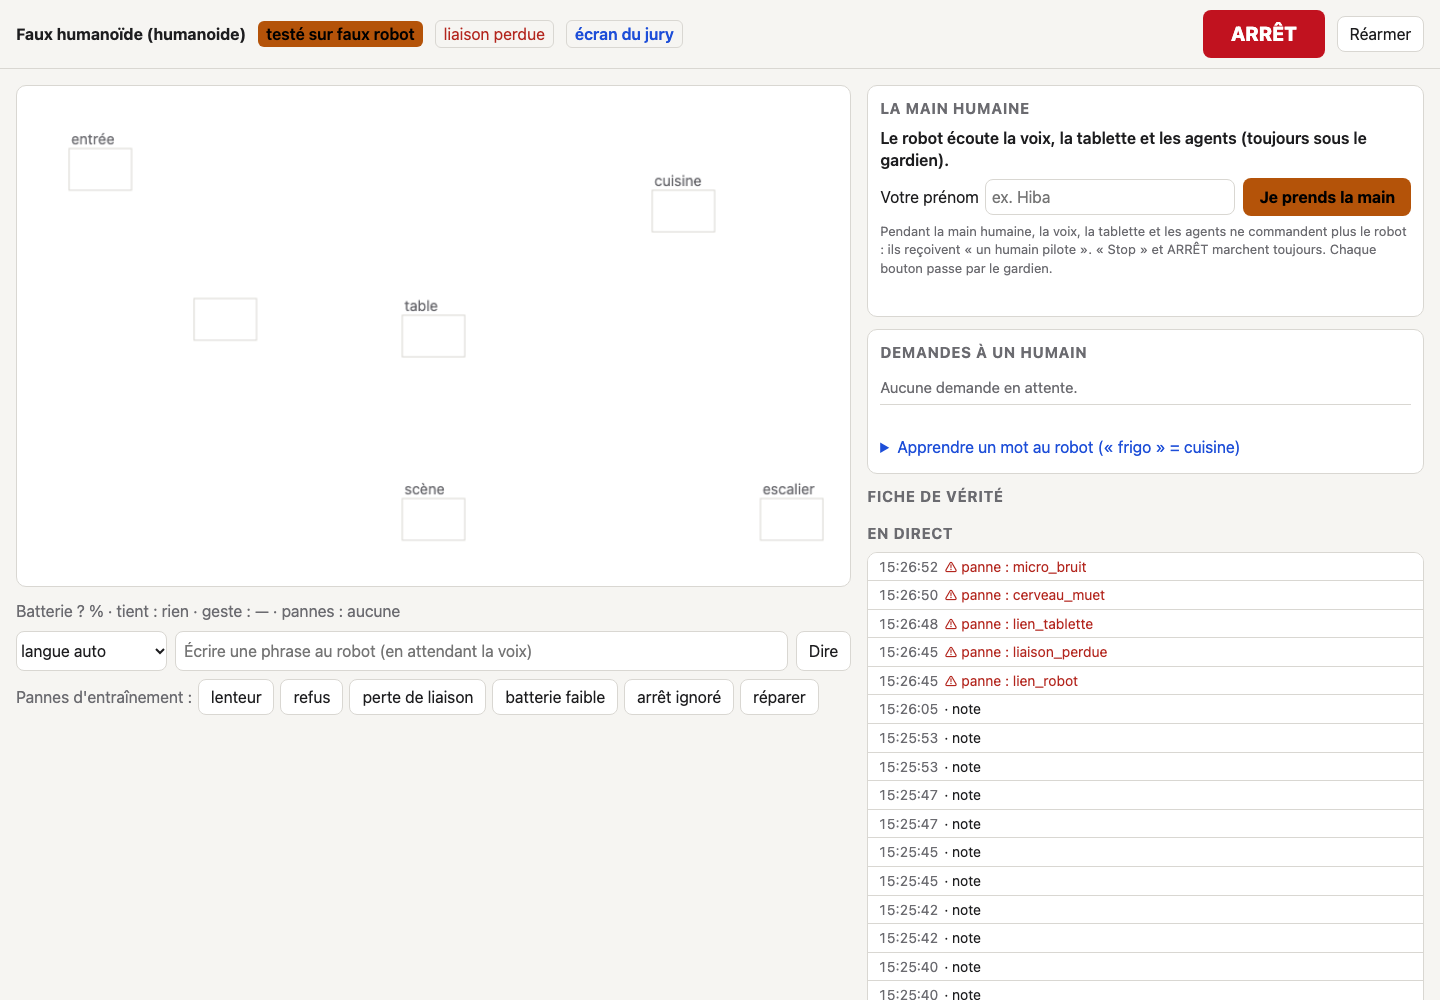 Faux humanoïde (humanoide)
testé sur faux robot
liaison perdue
écran du jury
ARRÊT
Réarmer
entrée
cuisine
table
scène
escalier
Batterie ? % · tient : rien · geste : — · pannes : aucune
langue auto
Écrire une phrase au robot (en attendant la voix)
Dire
Pannes d'entraînement :
lenteur
refus
perte de liaison
batterie faible
arrêt ignoré
réparer
LA MAIN HUMAINE
Le robot écoute la voix, la tablette et les agents (toujours sous le
gardien).
Votre prénom
ex. Hiba
Je prends la main
Pendant la main humaine, la voix, la tablette et les agents ne commandent plus le robot
: ils reçoivent « un humain pilote ». « Stop » et ARRÊT marchent toujours. Chaque
bouton passe par le gardien.
DEMANDES À UN HUMAIN
Aucune demande en attente.
▶ Apprendre un mot au robot (« frigo » = cuisine)
FICHE DE VÉRITÉ
EN DIRECT
15:26:52 ⚠ panne : micro_bruit
15:26:50 ⚠ panne : cerveau_muet
15:26:48 ⚠ panne : lien_tablette
15:26:45 ⚠ panne : liaison_perdue
15:26:45 ⚠ panne : lien_robot
15:26:05 · note
15:25:53 · note
15:25:53 · note
15:25:47 · note
15:25:47 · note
15:25:45 · note
15:25:45 · note
15:25:42 · note
15:25:42 · note
15:25:40 · note
15:25:40 · note